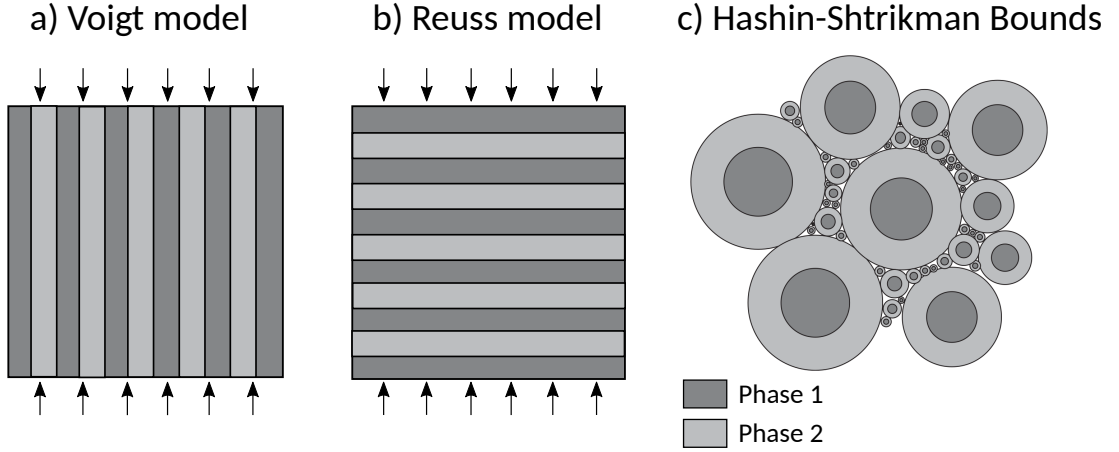 a) Voigt model
b) Reuss model
c) Hashin-Shtrikman Bounds
Phase 1
Phase 2